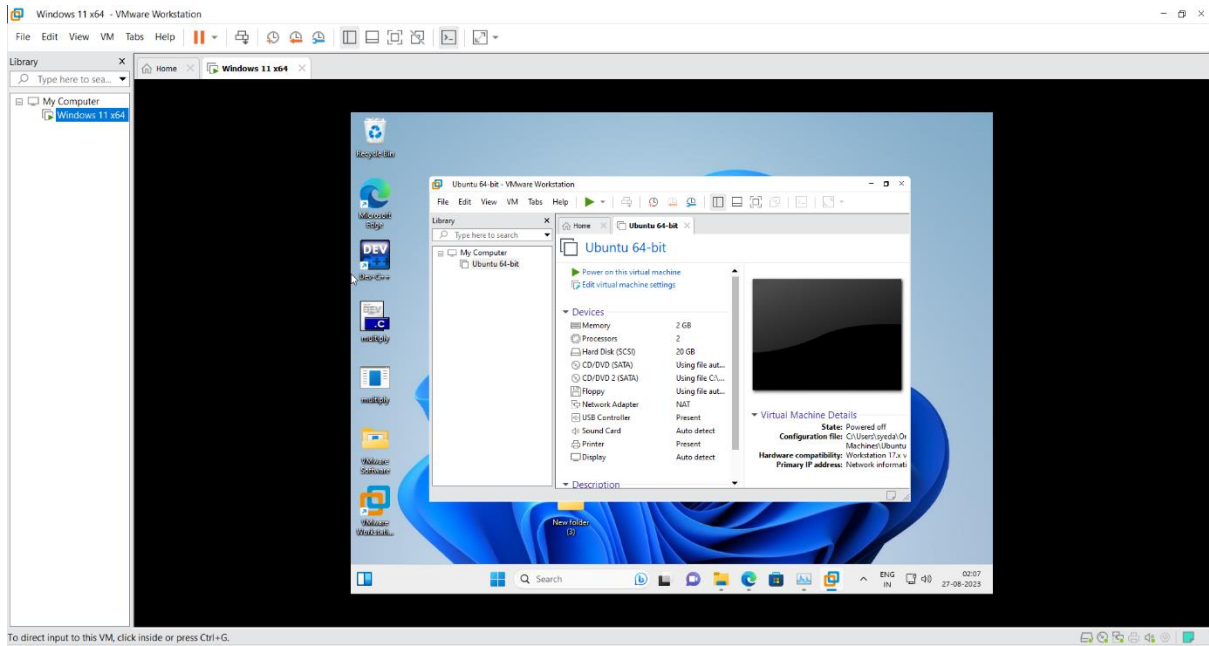 Windows 11 x64 - VMware Workstation
File Edit View VM Tabs Help
Library X
Type here to sea...
My Computer
Windows 11 x64
Home
Windows 11 x64
Recycle Bin
Microsoft
Edge
DEV
Dev-C++
.C
multiply
multiply
VMware
Software
VMware
Workstati...
New folder
(3)
Ubuntu 64-bit - VMware Workstation
File Edit View VM Tabs Help
Library X
Type here to search
My Computer
Ubuntu 64-bit
Home
Ubuntu 64-bit
Ubuntu 64-bit
Power on this virtual machine
Edit virtual machine settings
Devices
Memory 2 GB
Processors 2
Hard Disk (SCSI) 20 GB
CD/DVD (SATA) Using file aut...
CD/DVD 2 (SATA) Using file C:\...
Floppy Using file aut...
Network Adapter NAT
USB Controller Present
Sound Card Auto detect
Printer Present
Display Auto detect
Description
Virtual Machine Details
State: Powered off
Configuration file: C:\Users\syeda\On
Machines\Ubuntu
Hardware compatibility: Workstation 17.x v
Primary IP address: Network informati
Search
ENG
IN
02:07
27-08-2023
To direct input to this VM, click inside or press Ctrl+G.